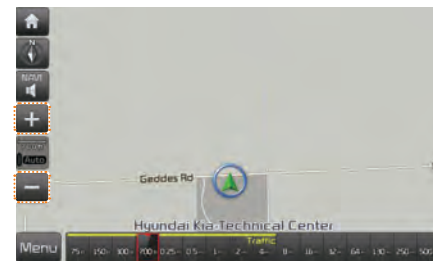 N
NAVI
+
Auto
−
Geddes Rd
Hyundai Kia Technical Center
Traffic
Menu 75 150 300 700 0.25 0.5 1 2 4 8 16 32 64 130 250 500